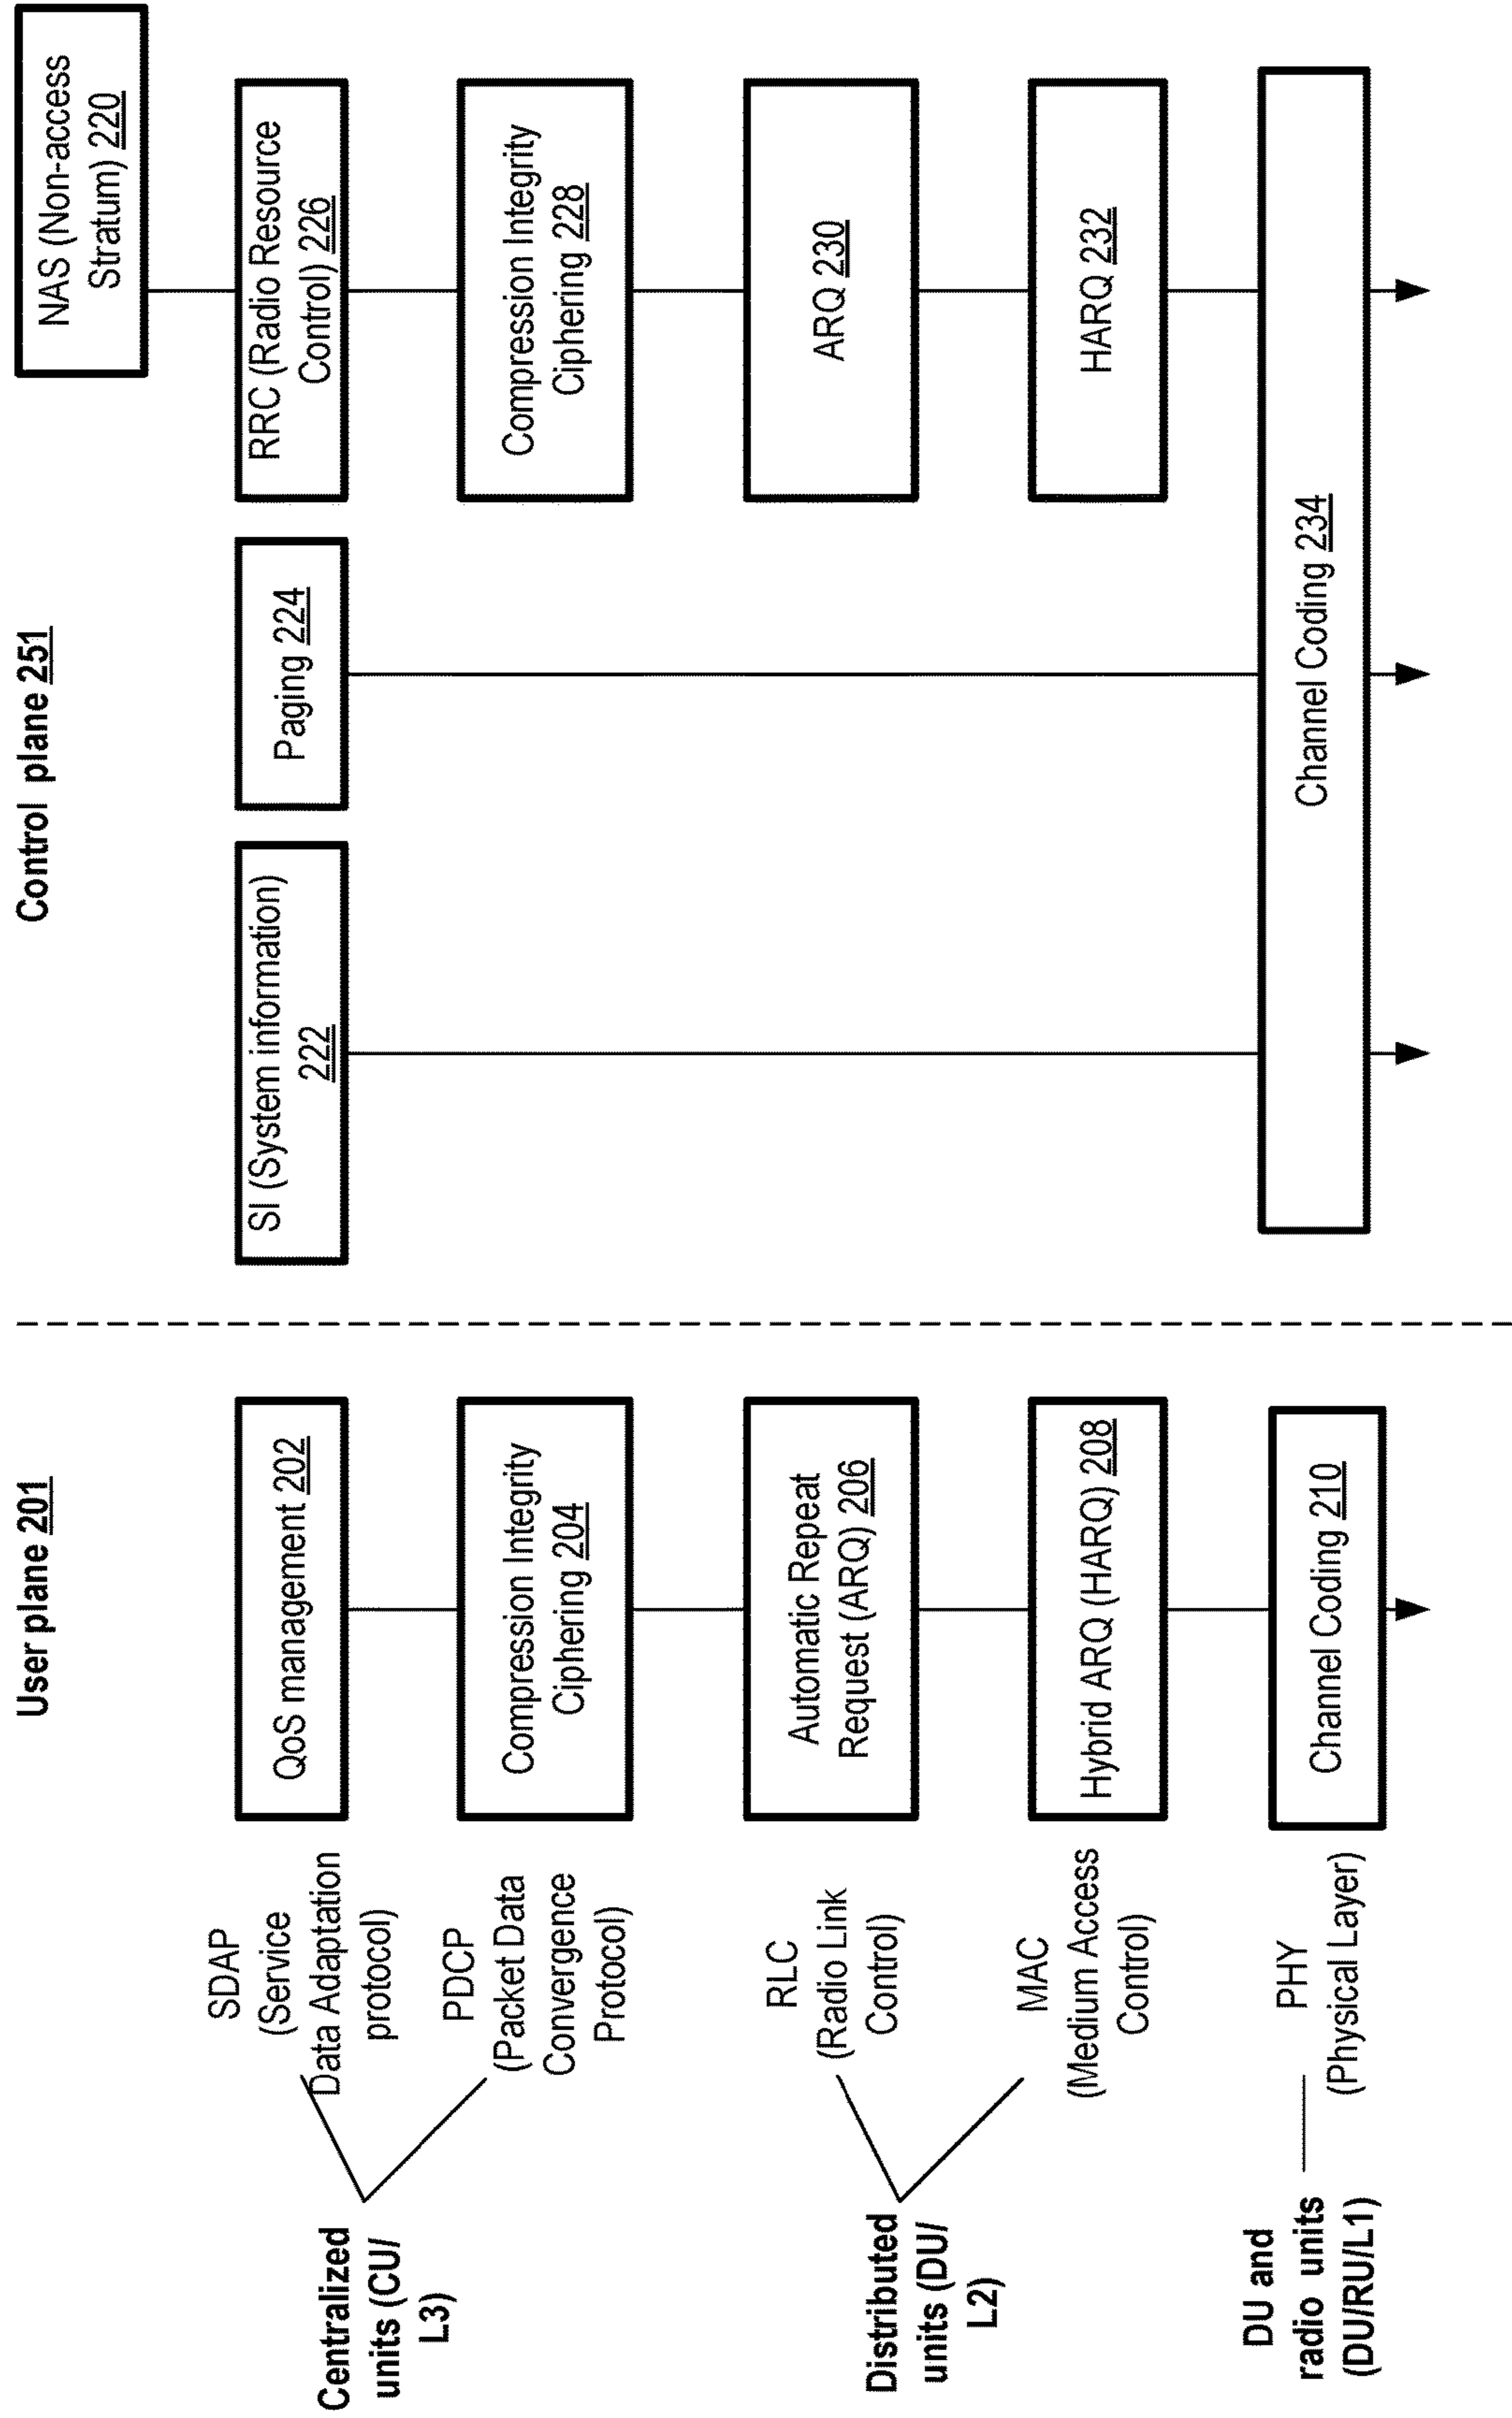 User plane 201
Control plane 251
NAS (Non-access
Stratum) 220
Centralized
units (CU/
L3)
SDAP
(Service
Data Adaptation
protocol)
QoS management 202
SI (System information)
222
Paging 224
RRC (Radio Resource
Control) 226
PDCP
(Packet Data
Convergence
Protocol)
Compression Integrity
Ciphering 204
Compression Integrity
Ciphering 228
Distributed
units (DU/
L2)
RLC
(Radio Link
Control)
Automatic Repeat
Request (ARQ) 206
ARQ 230
MAC
(Medium Access
Control)
Hybrid ARQ (HARQ) 208
HARQ 232
DU and
radio units
(DU/RU/L1)
PHY
(Physical Layer)
Channel Coding 210
Channel Coding 234